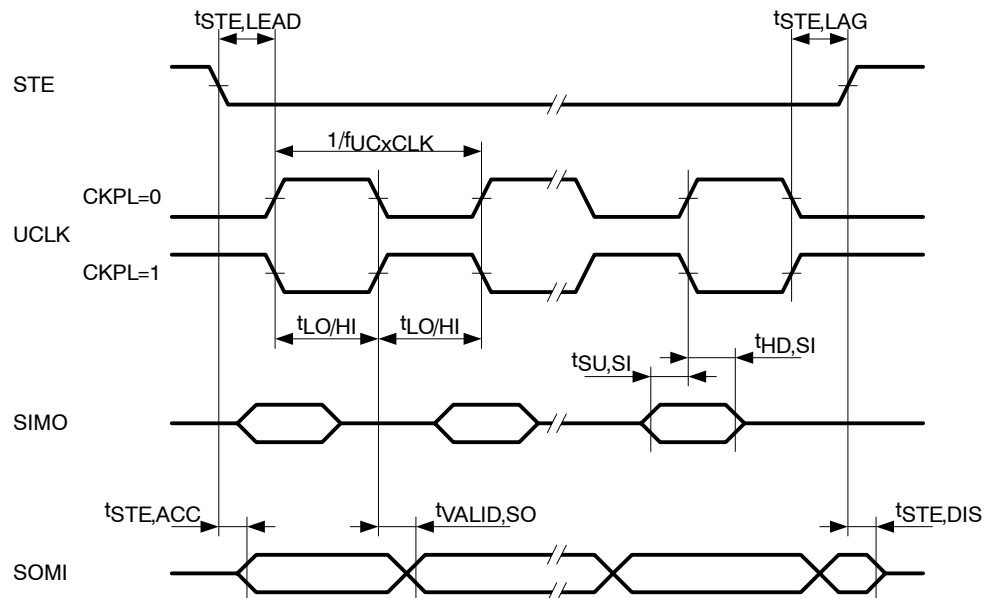 tSTE,LEAD
tSTE,LAG
STE
1/fUCxCLK
CKPL=0
UCLK
CKPL=1
tLO/HI
tLO/HI
tHD,SI
tSU,SI
SIMO
tSTE,ACC
tVALID,SO
tSTE,DIS
SOMI